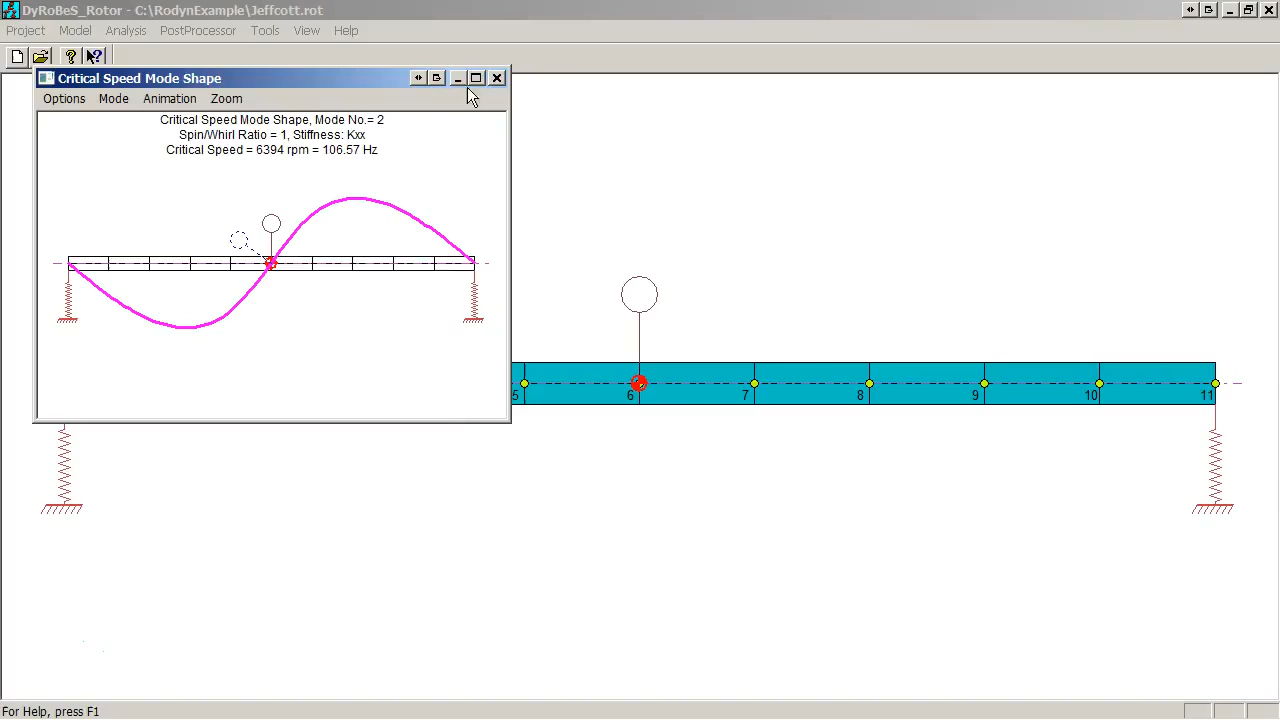 DyRoBeS_Rotor - C:\RodynExample\Jeffcott.rot
Project Model Analysis PostProcessor Tools View Help
Critical Speed Mode Shape
Options Mode Animation Zoom
Critical Speed Mode Shape, Mode No.= 2
Spin/Whirl Ratio = 1, Stiffness: Kxx
Critical Speed = 6394 rpm = 106.57 Hz
5 6 7 8 9 10 11
For Help, press F1